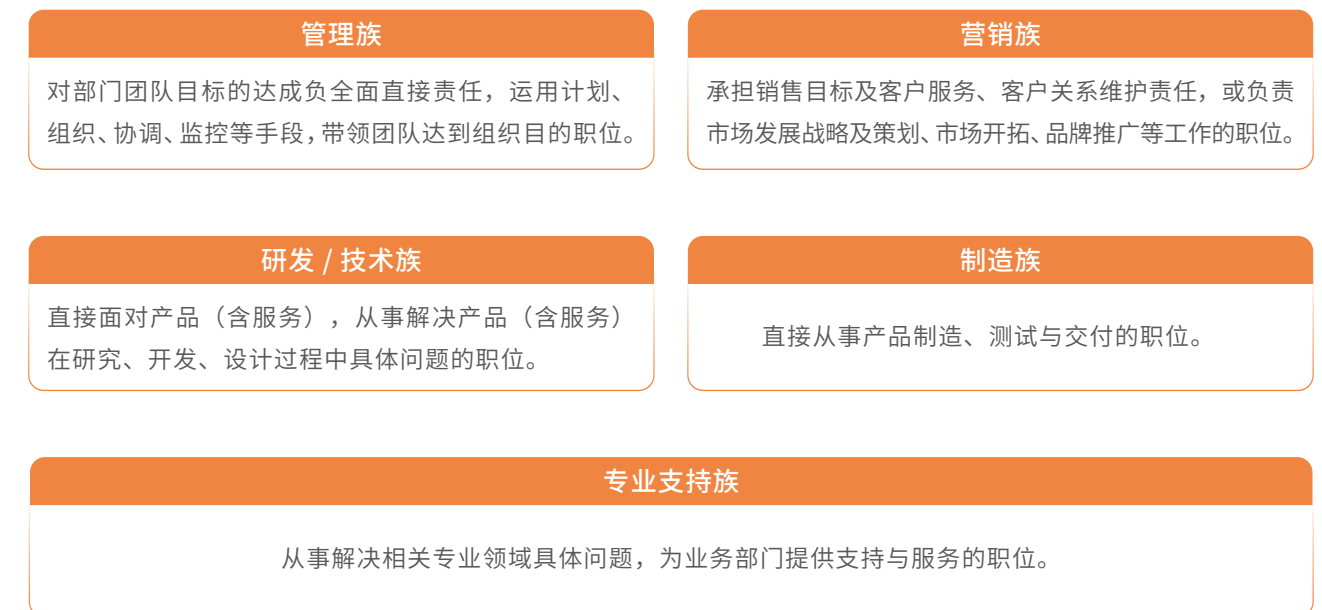 管理族
对部门团队目标的达成负全面直接责任，运用计划、
组织、协调、监控等手段，带领团队达到组织目的职位。
营销族
承担销售目标及客户服务、客户关系维护责任，或负责
市场发展战略及策划、市场开拓、品牌推广等工作的职位。
研发 / 技术族
直接面对产品（含服务），从事解决产品（含服务）
在研究、开发、设计过程中具体问题的职位。
制造族
直接从事产品制造、测试与交付的职位。
专业支持族
从事解决相关专业领域具体问题，为业务部门提供支持与服务的职位。